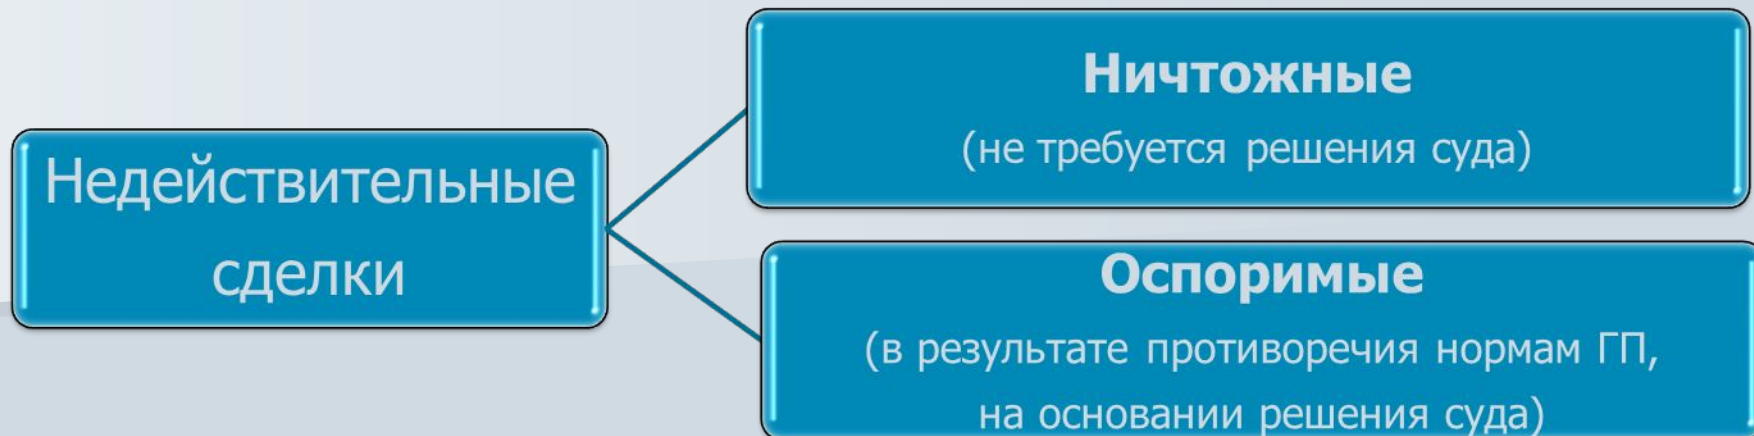 Недействительные
сделки
Ничтожные
(не требуется решения суда)
Оспоримые
(в результате противоречия нормам ГП,
на основании решения суда)